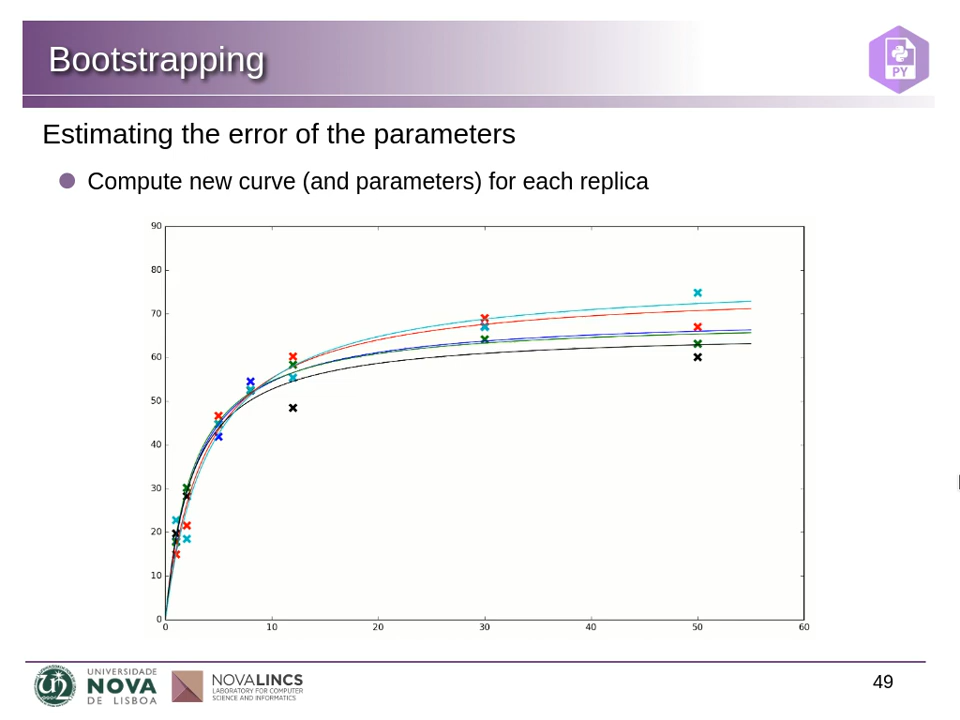 Bootstrapping
PY
Estimating the error of the parameters
Compute new curve (and parameters) for each replica
90
80
70
60
50
40
30
20
10
0
0 10 20 30 40 50 60
UNIVERSIDADE
NOVA
DE LISBOA
NOVALINCS
LABORATORY FOR COMPUTER
SCIENCE AND INFORMATICS
49